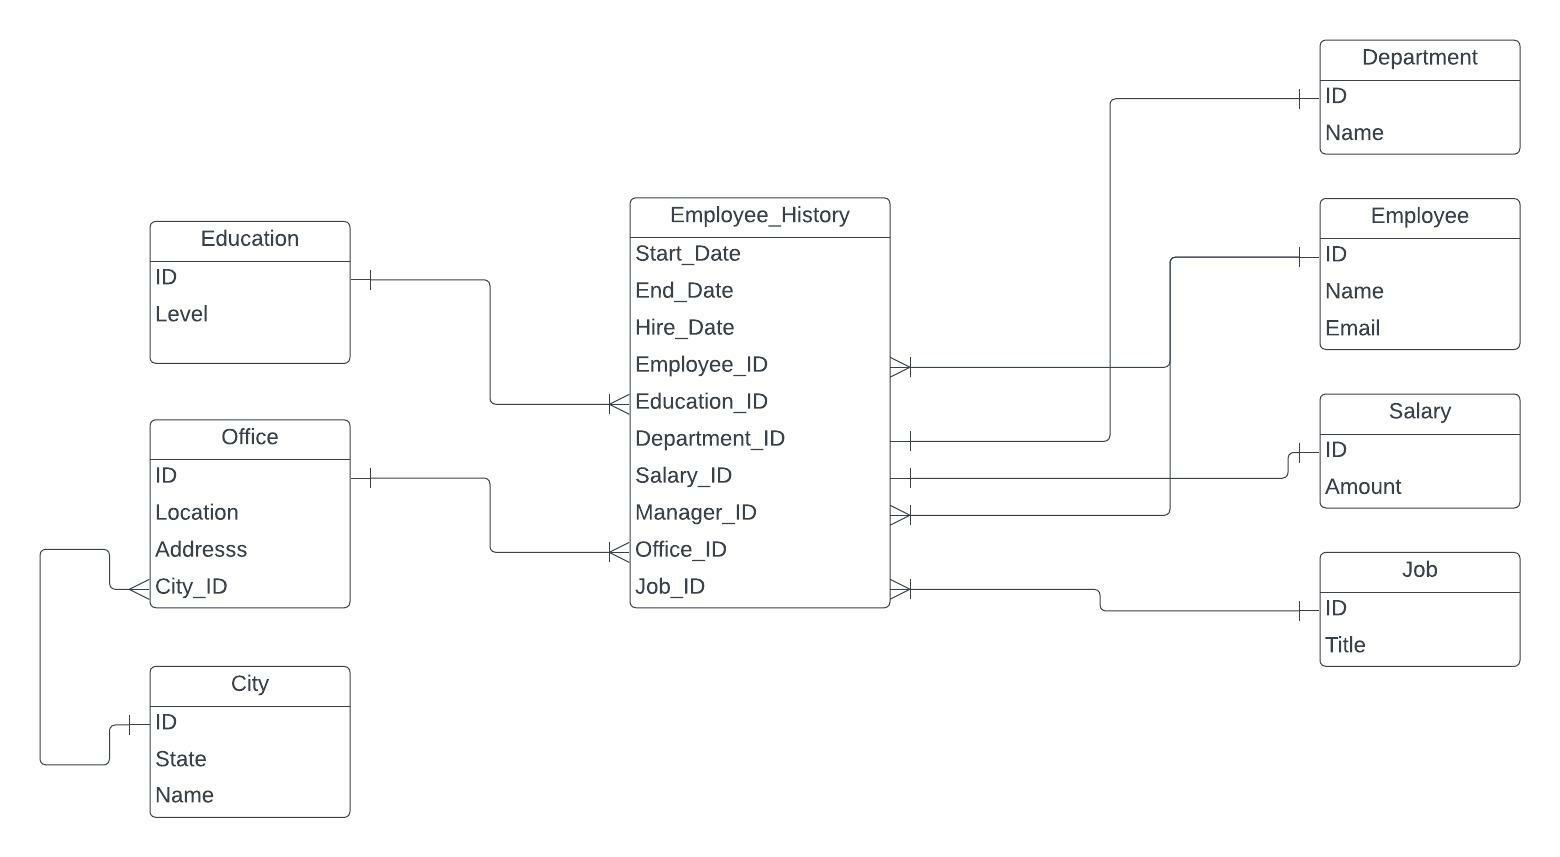 Department
ID
Name
Employee_History
Start_Date
End_Date
Hire_Date
Employee_ID
Education_ID
Department_ID
Salary_ID
Manager_ID
Office_ID
Job_ID
Employee
ID
Name
Email
Education
ID
Level
Salary
ID
Amount
Office
ID
Location
Addresss
City_ID
Job
ID
Title
City
ID
State
Name